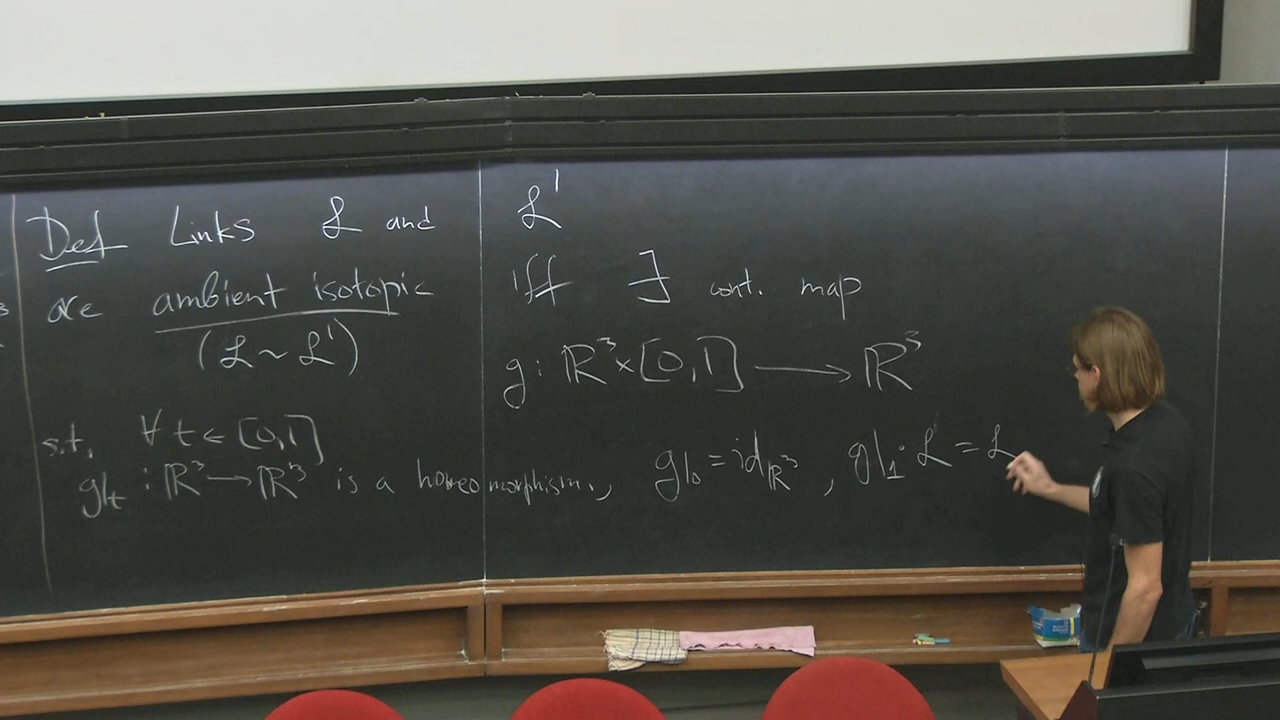 Def Links ℒ and ℒ'
are ambient isotopic iff ∃ cont. map
(ℒ ~ ℒ')
g: ℝ³×[0,1] ⟶ ℝ³
s.t. ∀ t ∈ [0,1]
g|ₜ : ℝ³ ⟶ ℝ³ is a homeomorphism., g|₀ = id_ℝ³ , g|₁ : ℒ = ℒ